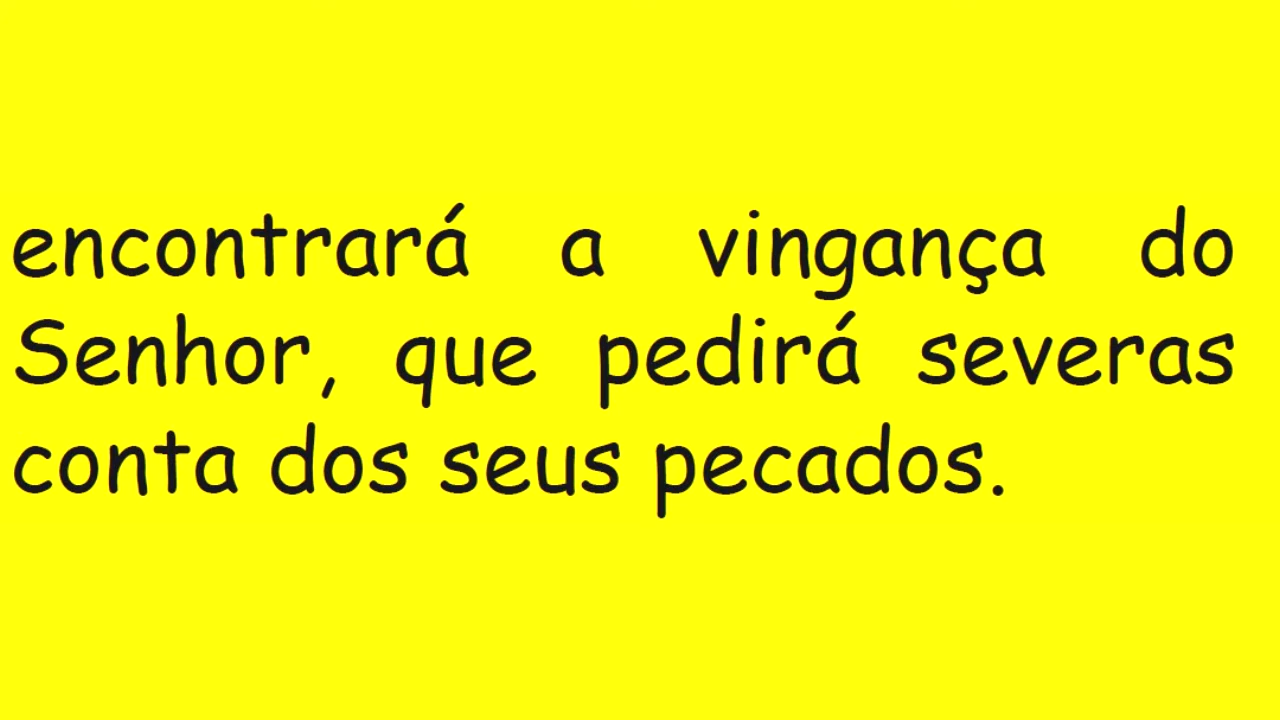 encontrará a vingança do
Senhor, que pedirá severas
conta dos seus pecados.